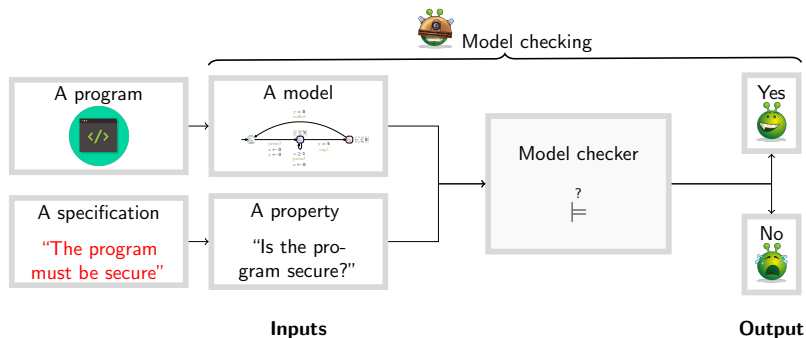 Model checking
A program
</>
A model
Yes
Model checker
?
⊨
A specification
"The program
must be secure"
A property
"Is the pro-
gram secure?"
No
Inputs
Output